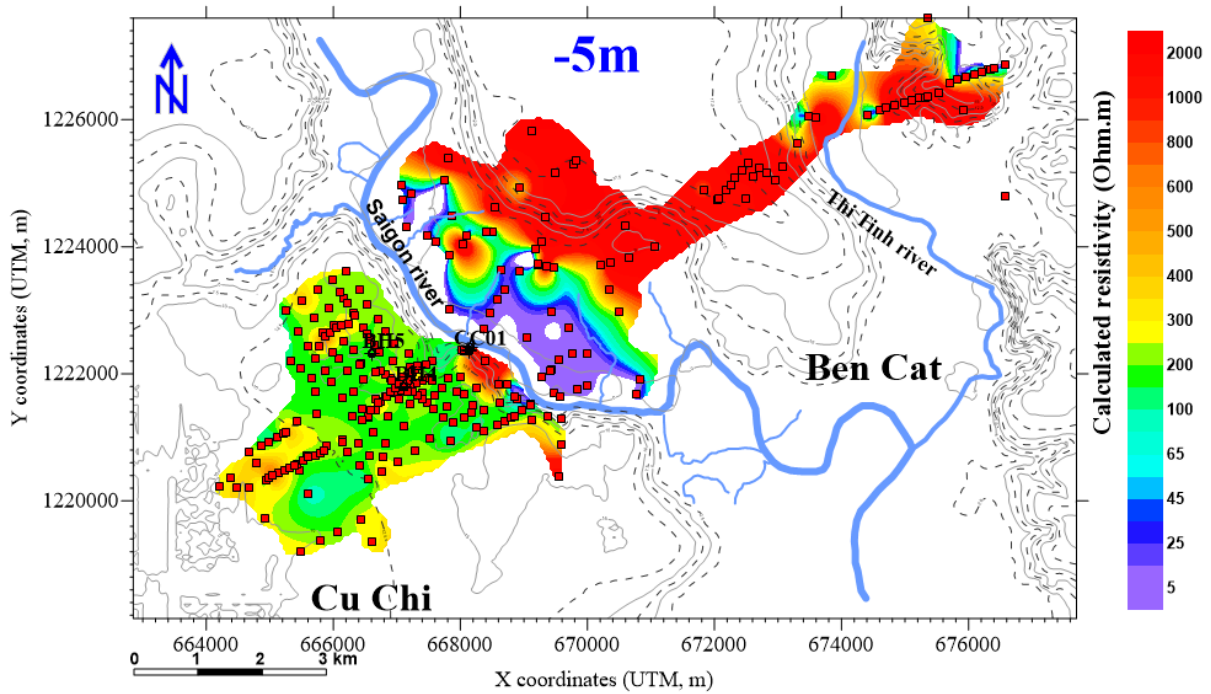 -5m
N
2000
1000
800
600
500
400
300
200
100
65
45
25
5
Calculated resistivity (Ohm.m)
1226000
1224000
1222000
1220000
Y coordinates (UTM, m)
Saigon river
Thi Tinh river
BH5
CC01
Ben Cat
Cu Chi
664000
666000
668000
670000
672000
674000
676000
0 1 2 3 km
X coordinates (UTM, m)